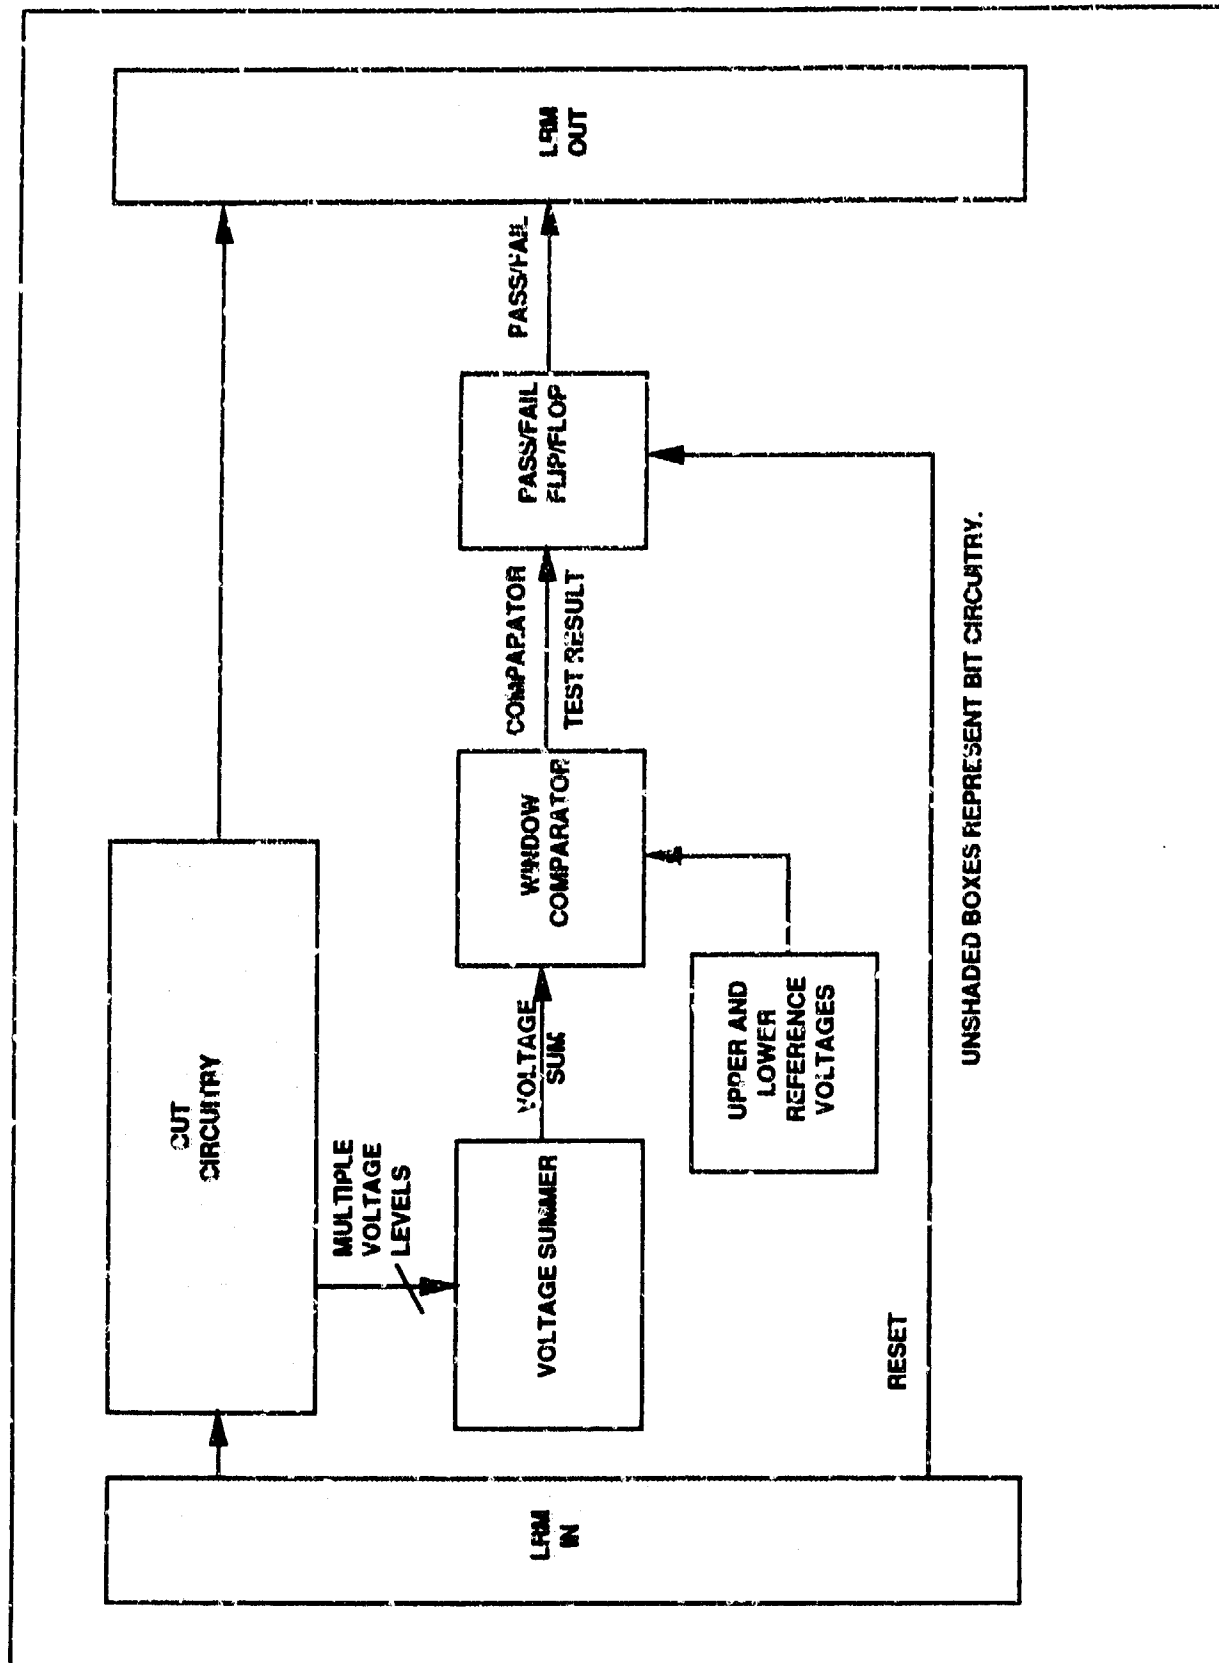 LRM
IN
CUT
CIRCUITRY
MULTIPLE
VOLTAGE
LEVELS
VOLTAGE SUMMER
VOLTAGE
SUM
UPPER AND
LOWER
REFERENCE
VOLTAGES
WINDOW
COMPARATOR
COMPARATOR
TEST RESULT
PASS/FAIL
FLIP/FLOP
PASS/FAIL
LRM
OUT
RESET
UNSHADED BOXES REPRESENT BIT CIRCUITRY.